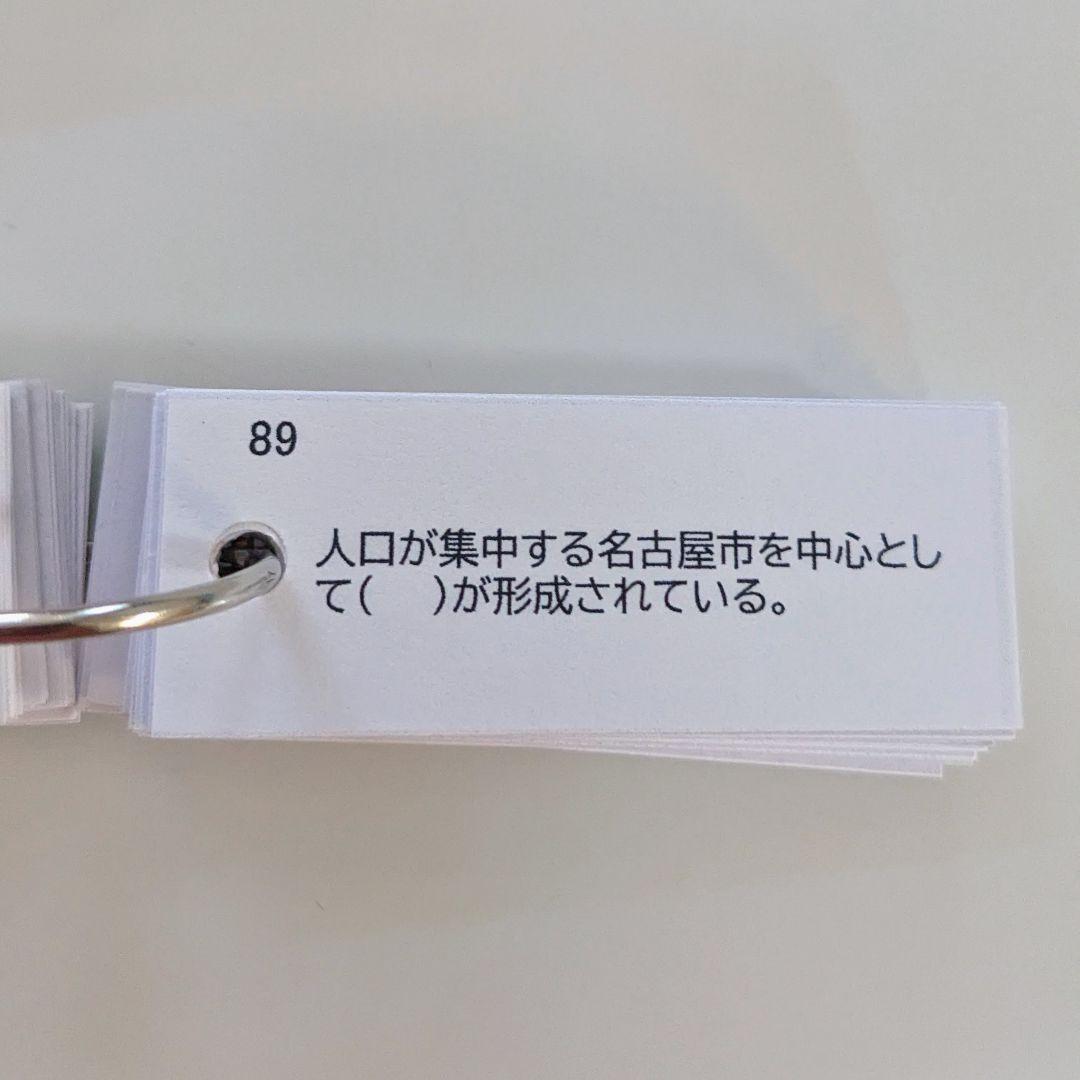 89
人口が集中する名古屋市を中心とし
て(　　)が形成されている。